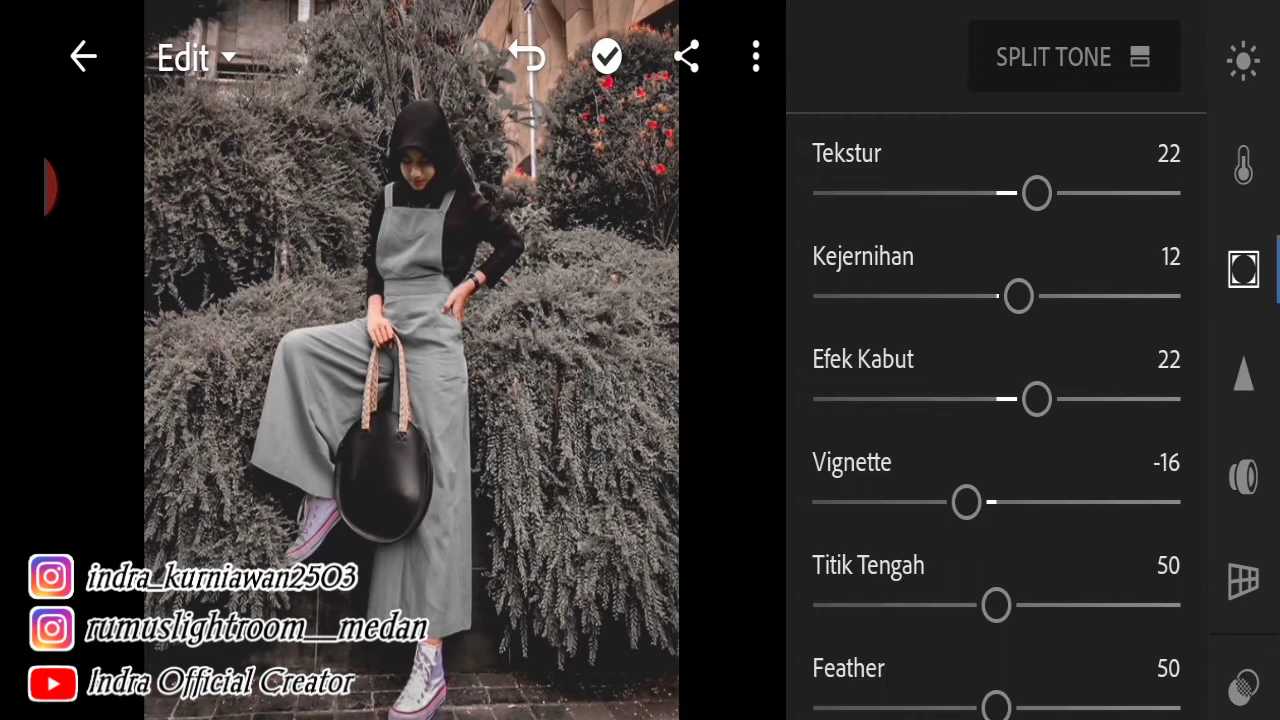 Edit
SPLIT TONE
Tekstur 22
Kejernihan 12
Efek Kabut 22
Vignette -16
Titik Tengah 50
Feather 50
indra_kurniawan2503
rumuslightroom__medan
Indra Official Creator